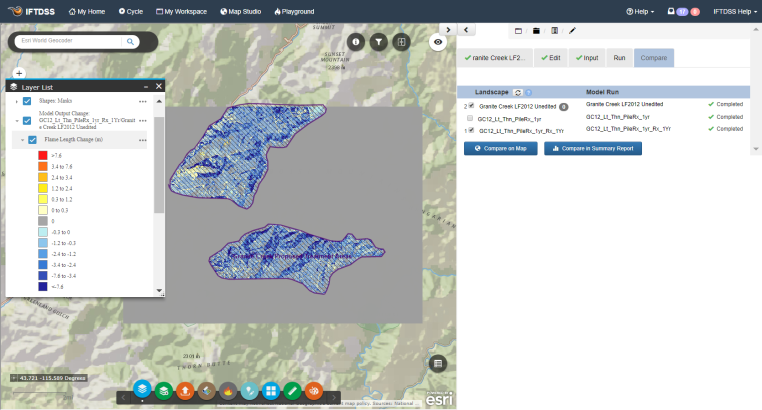 IFTDSS My Home Cycle My Workspace Map Studio Playground Help 17 0 IFTDSS Help
SUMMIT
Esri World Geocoder
SUNSET
MOUNTAIN
+
Layer List
Shapes: Masks
Model Output Change:
GC12_Lt_Thn_PileRx_1yr_Rx_1Yr/Granit
e Creek LF2012 Unedited
Flame Length Change (m)
>7.6
3.4 to 7.6
2.4 to 3.4
1.2 to 2.4
0.3 to 1.2
0 to 0.3
0
-0.3 to 0
-1.2 to -0.3
-2.4 to -1.2
-3.4 to -2.4
-7.6 to -3.4
>-7.6
THORN BUTTE
43.721 -115.589 Degrees
esri
ranite Creek LF2... Edit Input Run Compare
Landscape Model Run
2 Granite Creek LF2012 Unedited Granite Creek LF2012 Unedited Completed
GC12_Lt_Thn_PileRx_1yr GC12_Lt_Thn_PileRx_1yr Completed
1 GC12_Lt_Thn_PileRx_1yr_Rx_1Yr GC12_Lt_Thn_PileRx_1yr_Rx_1Yr Completed
Compare on Map Compare in Summary Report